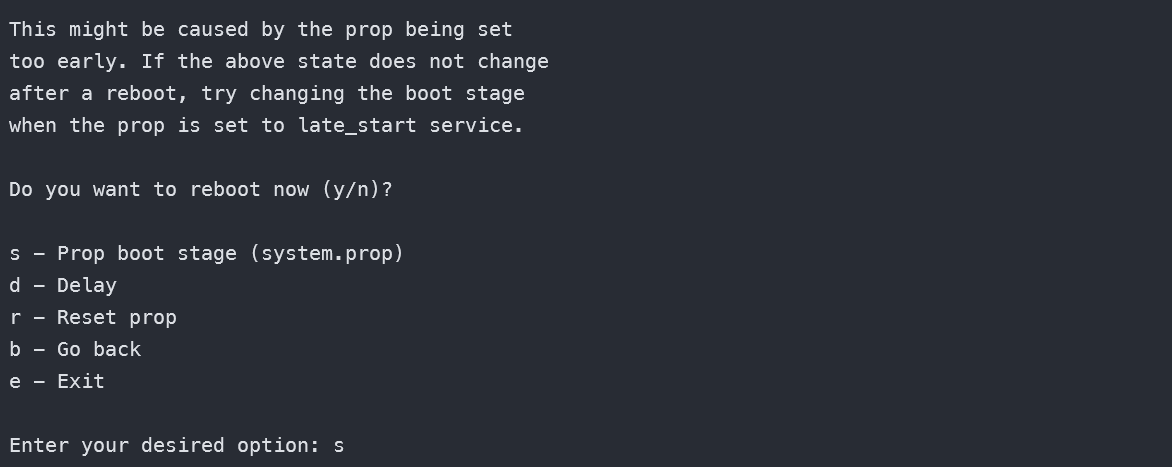 This might be caused by the prop being set
too early. If the above state does not change
after a reboot, try changing the boot stage
when the prop is set to late_start service.
Do you want to reboot now (y/n)?
s – Prop boot stage (system.prop)
d – Delay
r – Reset prop
b – Go back
e – Exit
Enter your desired option: s